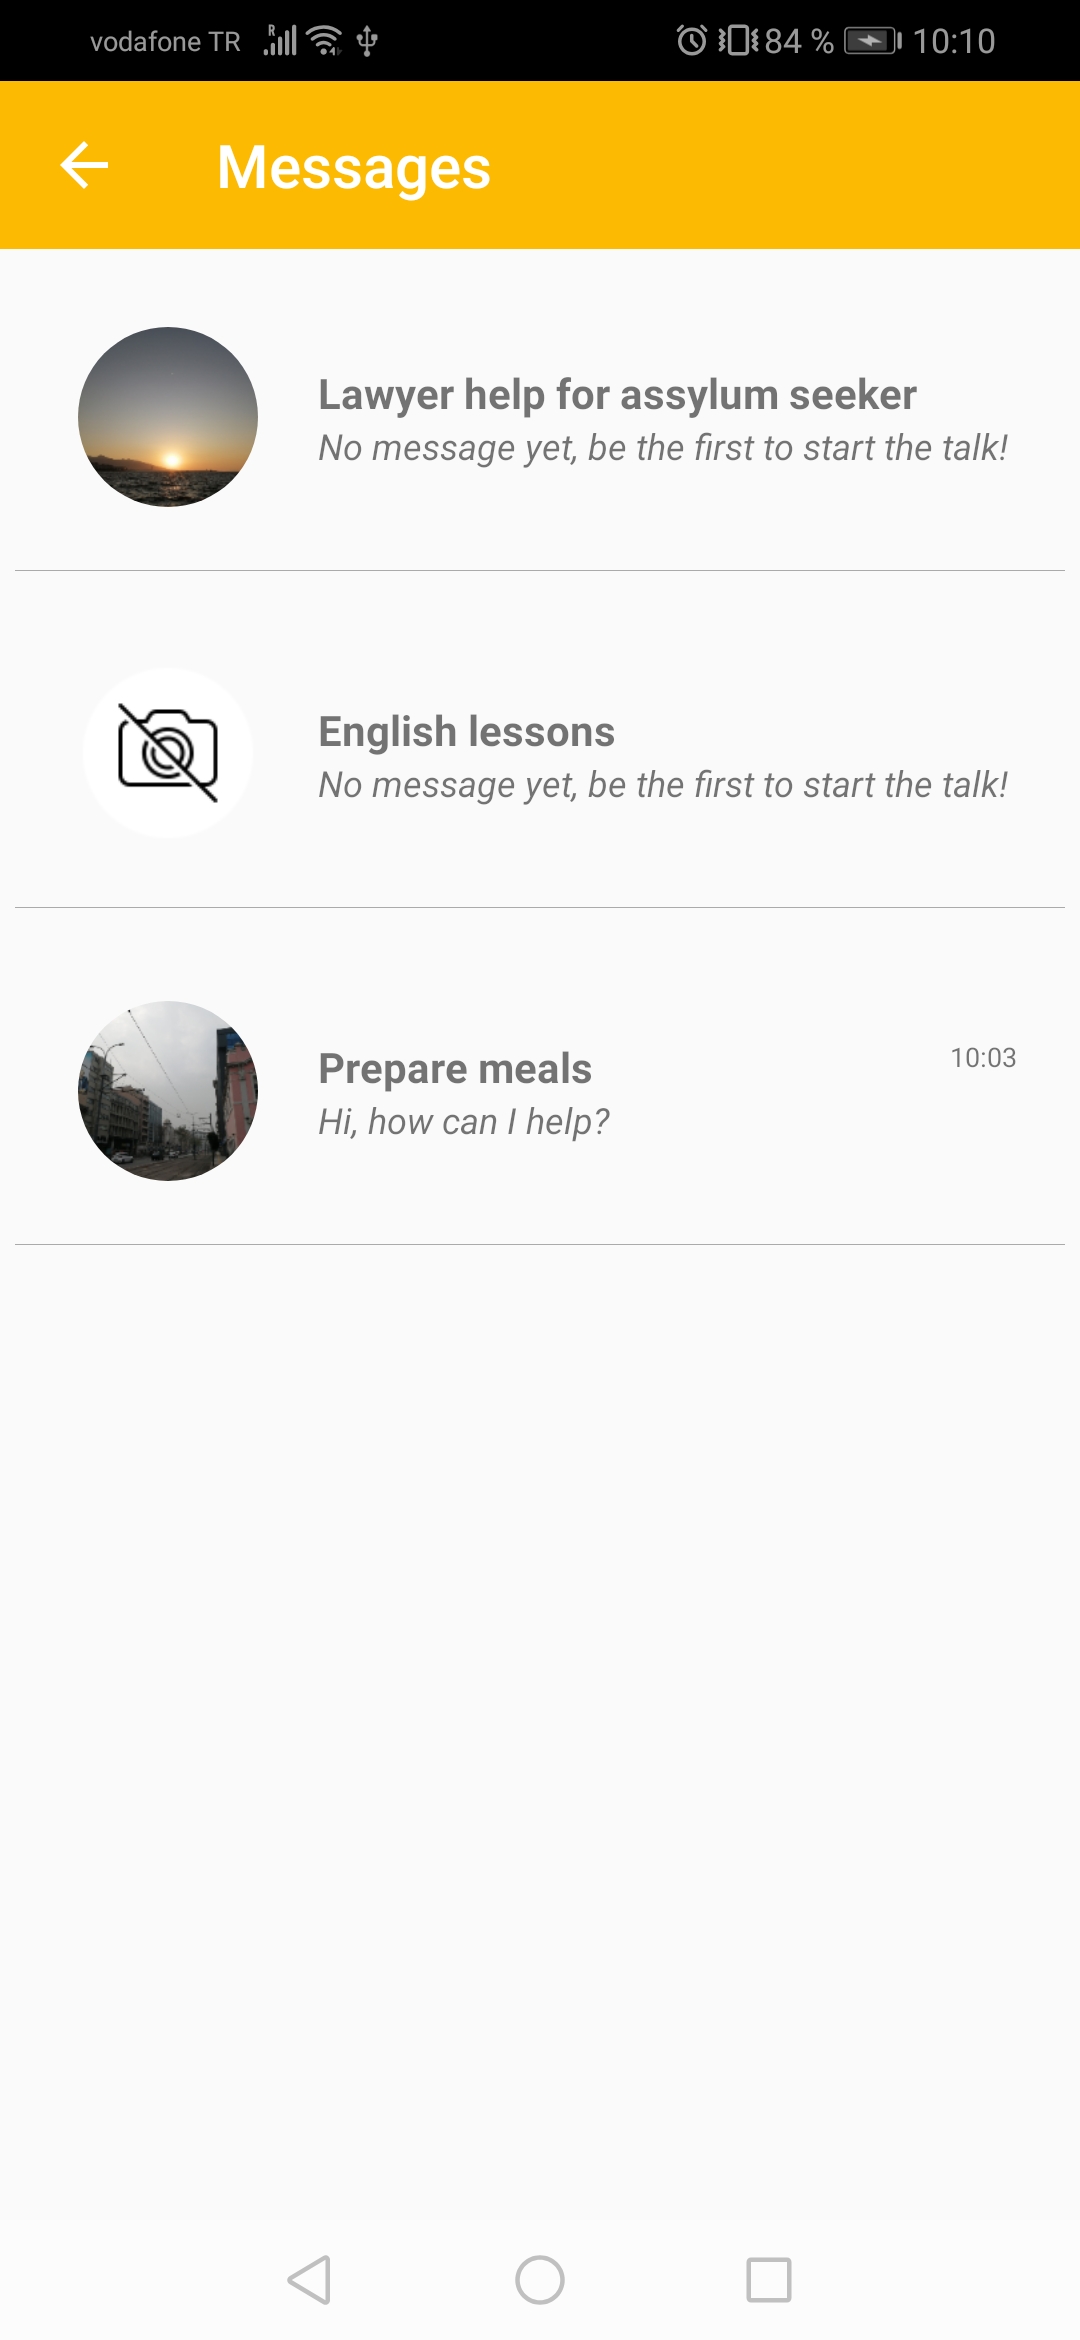 vodafone TR 84 % 10:10
Messages
Lawyer help for assylum seeker
No message yet, be the first to start the talk!
English lessons
No message yet, be the first to start the talk!
Prepare meals 10:03
Hi, how can I help?